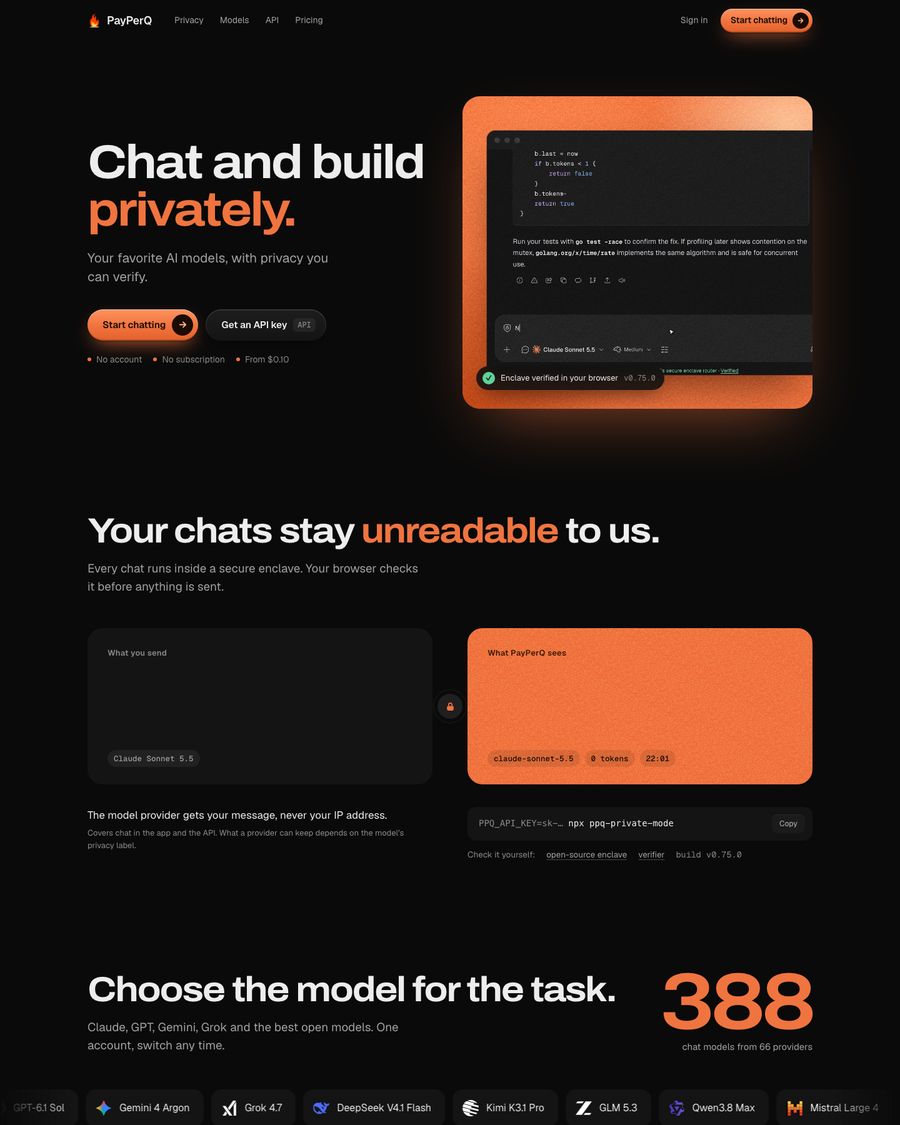 PayPerQ Privacy Models API Pricing Sign in Start chatting
Chat and build
privately.
Your favorite AI models, with privacy you
can verify.
Start chatting Get an API key API
No account No subscription From $0.10
b.last = now
if b.tokens < 1 {
return false
}
b.tokens-
return true
}
Run your tests with go test -race to confirm the fix. If profiling later shows contention on the
mutex, golang.org/x/time/rate implements the same algorithm and is safe for concurrent
use.
N
Claude Sonnet 5.5 Medium
's secure enclave router · Verified
Enclave verified in your browser v0.75.0
Your chats stay unreadable to us.
Every chat runs inside a secure enclave. Your browser checks
it before anything is sent.
What you send
Claude Sonnet 5.5
What PayPerQ sees
claude-sonnet-5.5 0 tokens 22:01
The model provider gets your message, never your IP address.
Covers chat in the app and the API. What a provider can keep depends on the model's
privacy label.
PPQ_API_KEY=sk-… npx ppq-private-mode Copy
Check it yourself: open-source enclave verifier build v0.75.0
Choose the model for the task.
Claude, GPT, Gemini, Grok and the best open models. One
account, switch any time.
388
chat models from 66 providers
GPT-6.1 Sol Gemini 4 Argon Grok 4.7 DeepSeek V4.1 Flash Kimi K3.1 Pro GLM 5.3 Qwen3.8 Max Mistral Large 4